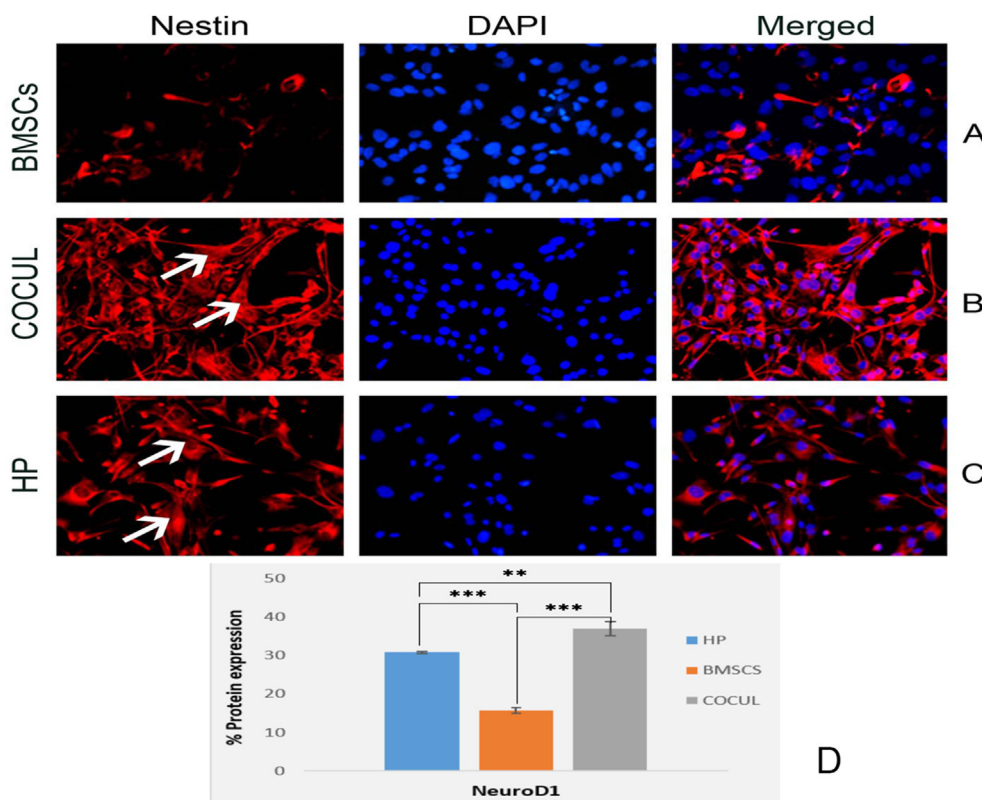 Nestin DAPI Merged
BMSCs
A
COCUL
B
HP
C
50
40
30
20
10
0
% Protein expression
**
***
***
NeuroD1
HP
BMSCS
COCUL
D